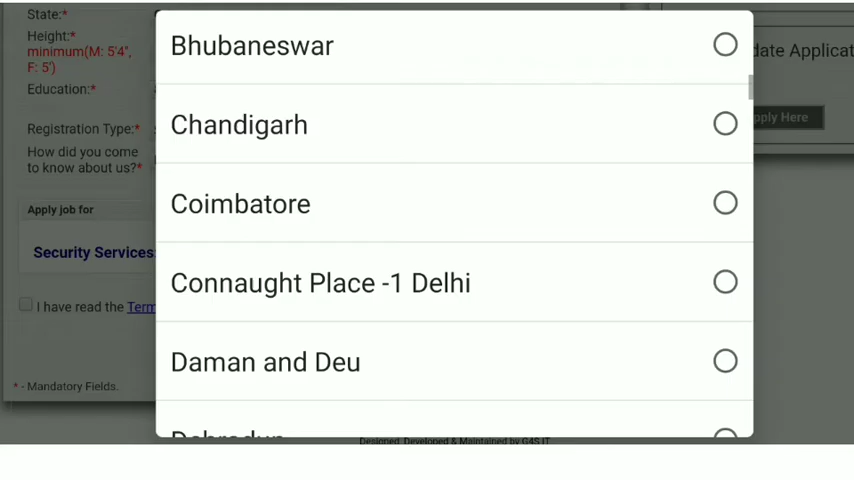 State:*
Height:*
minimum(M: 5'4",
F: 5')
Education:*
Registration Type:*
How did you come
to know about us?*
Apply job for
Security Services:
I have read the Term
* - Mandatory Fields.
Bhubaneswar
Chandigarh
Coimbatore
Connaught Place -1 Delhi
Daman and Deu
Dehradun
date Applicat
pply Here
Designed, Developed & Maintained by G4S IT